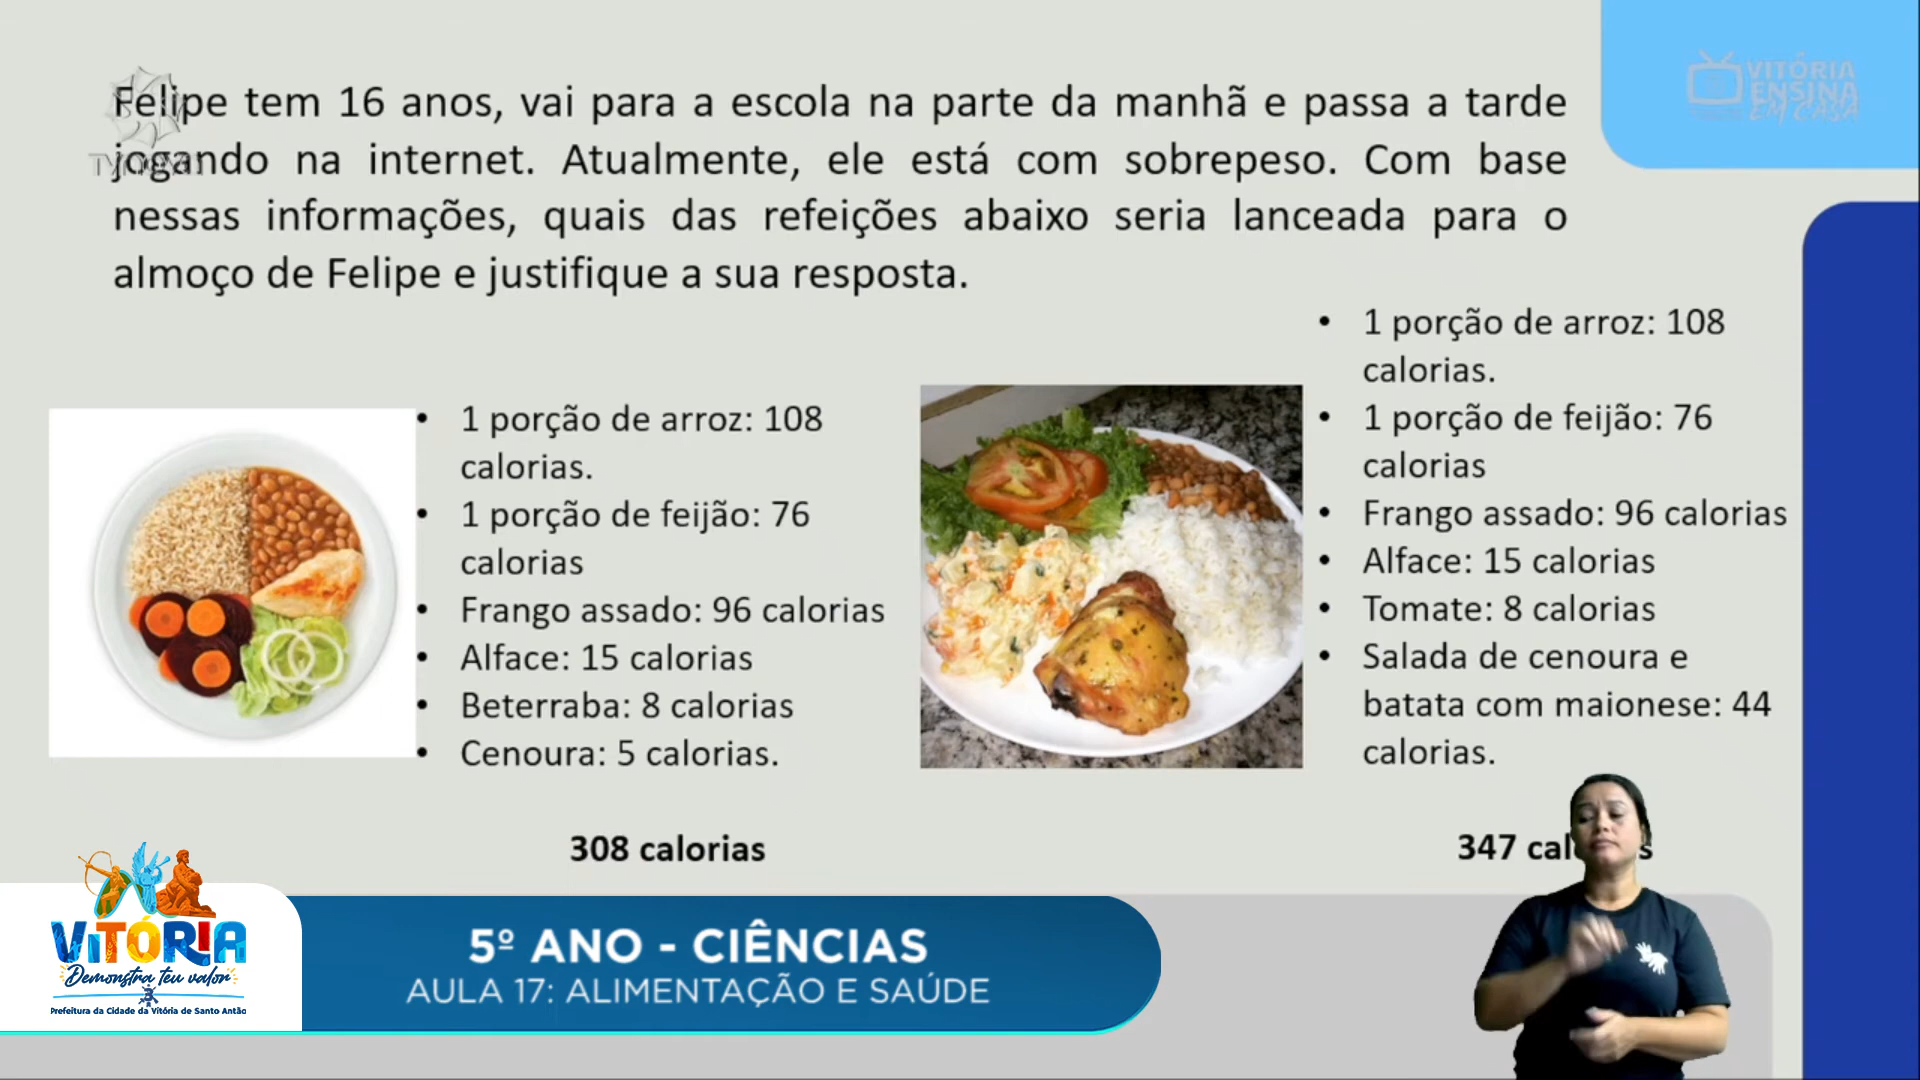 Felipe tem 16 anos, vai para a escola na parte da manhã e passa a tarde
jogando na internet. Atualmente, ele está com sobrepeso. Com base
nessas informações, quais das refeições abaixo seria lanceada para o
almoço de Felipe e justifique a sua resposta.
VITÓRIA
ENSINA
EM CASA
• 1 porção de arroz: 108
calorias.
• 1 porção de feijão: 76
calorias
• Frango assado: 96 calorias
• Alface: 15 calorias
• Beterraba: 8 calorias
• Cenoura: 5 calorias.
308 calorias
• 1 porção de arroz: 108
calorias.
• 1 porção de feijão: 76
calorias
• Frango assado: 96 calorias
• Alface: 15 calorias
• Tomate: 8 calorias
• Salada de cenoura e
batata com maionese: 44
calorias.
347 cal s
VITÓRIA
Demonstra teu valor
Prefeitura da Cidade da Vitória de Santo Antão
5º ANO - CIÊNCIAS
AULA 17: ALIMENTAÇÃO E SAÚDE